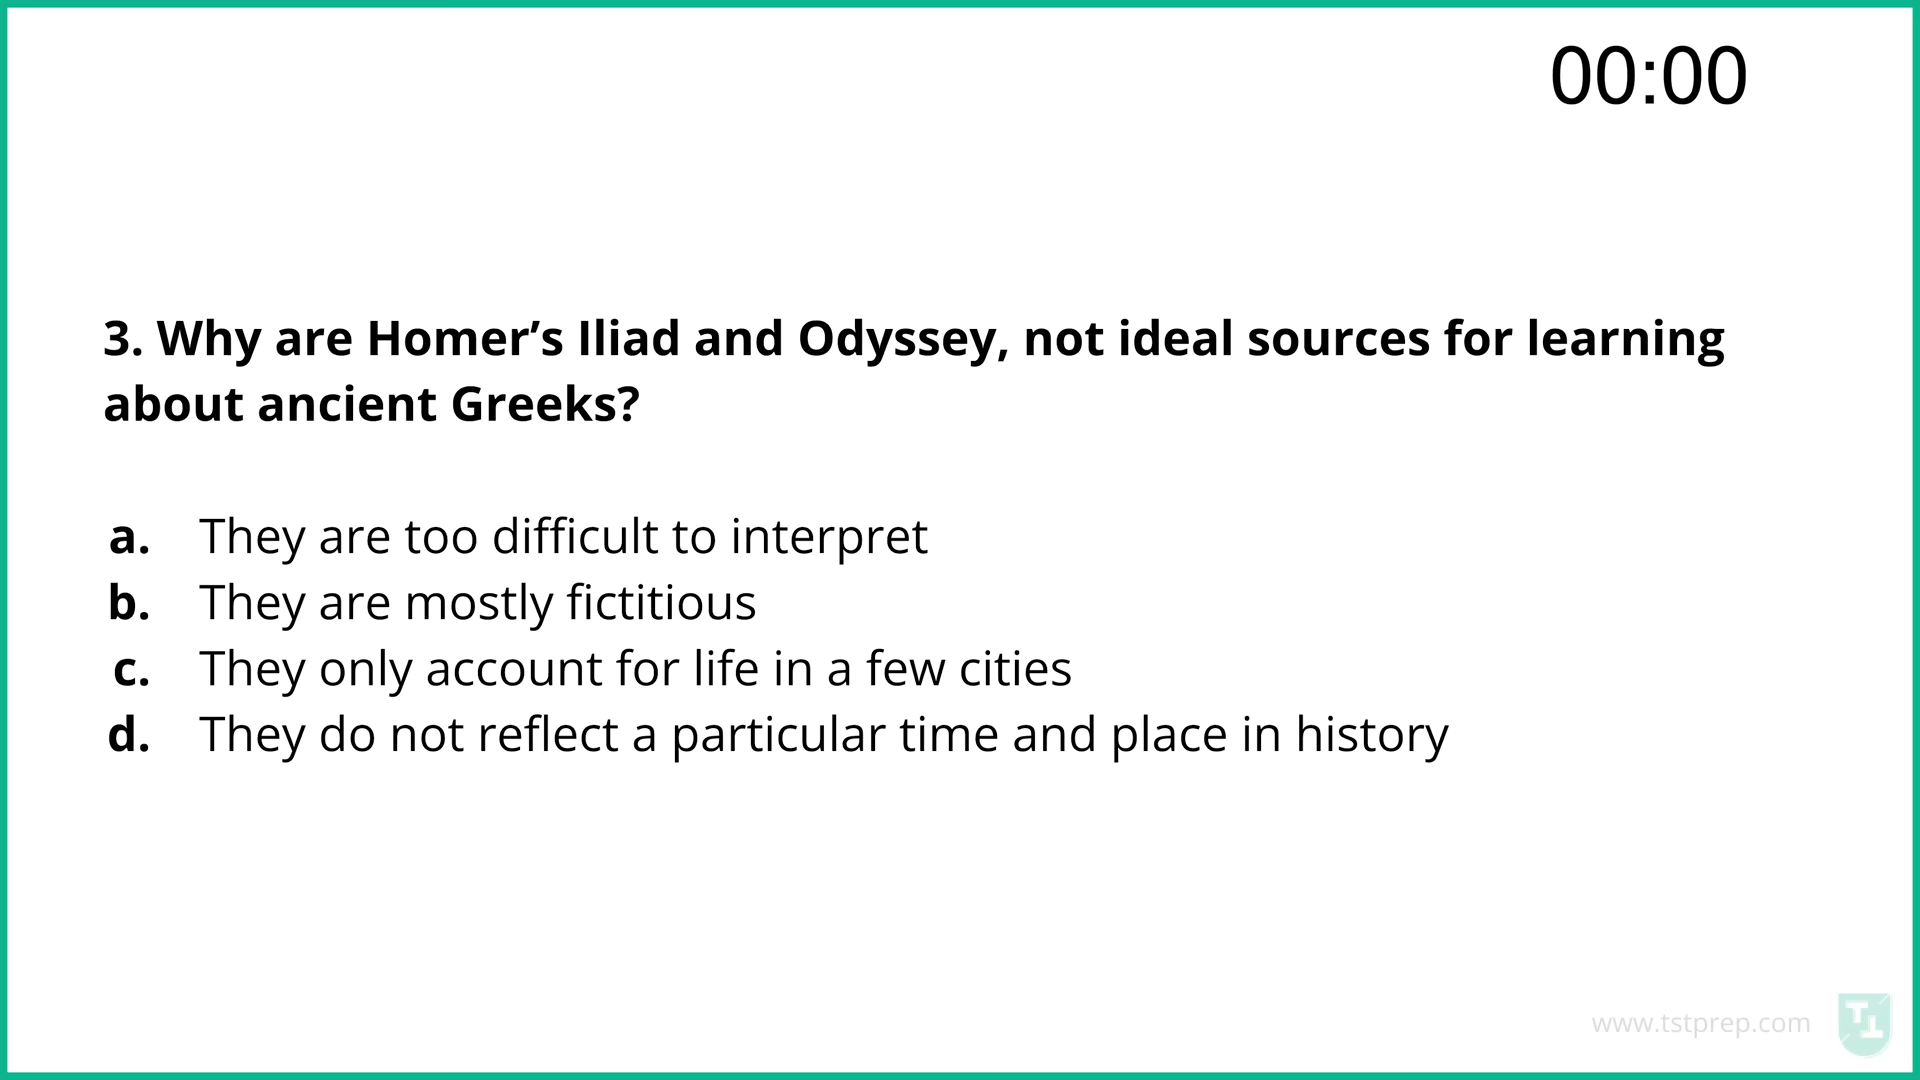 00:00
3. Why are Homer’s Iliad and Odyssey, not ideal sources for learning
about ancient Greeks?
a. They are too difficult to interpret
b. They are mostly fictitious
c. They only account for life in a few cities
d. They do not reflect a particular time and place in history
www.tstprep.com